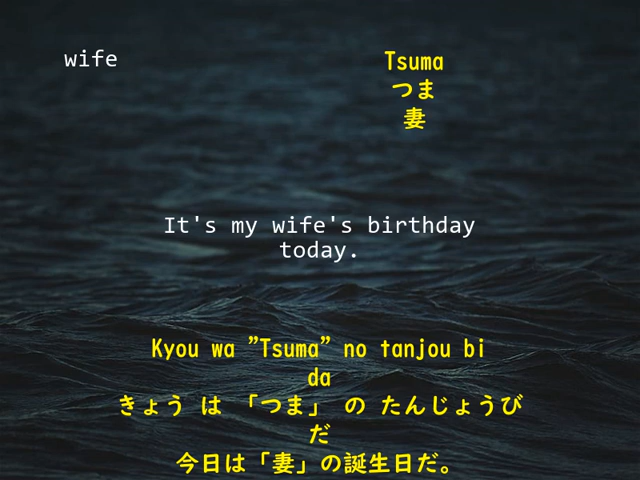 wife
Tsuma
つま
妻
It's my wife's birthday
today.
Kyou wa ”Tsuma” no tanjou bi
da
きょう は 「つま」 の たんじょうび
だ
今日は「妻」の誕生日だ。